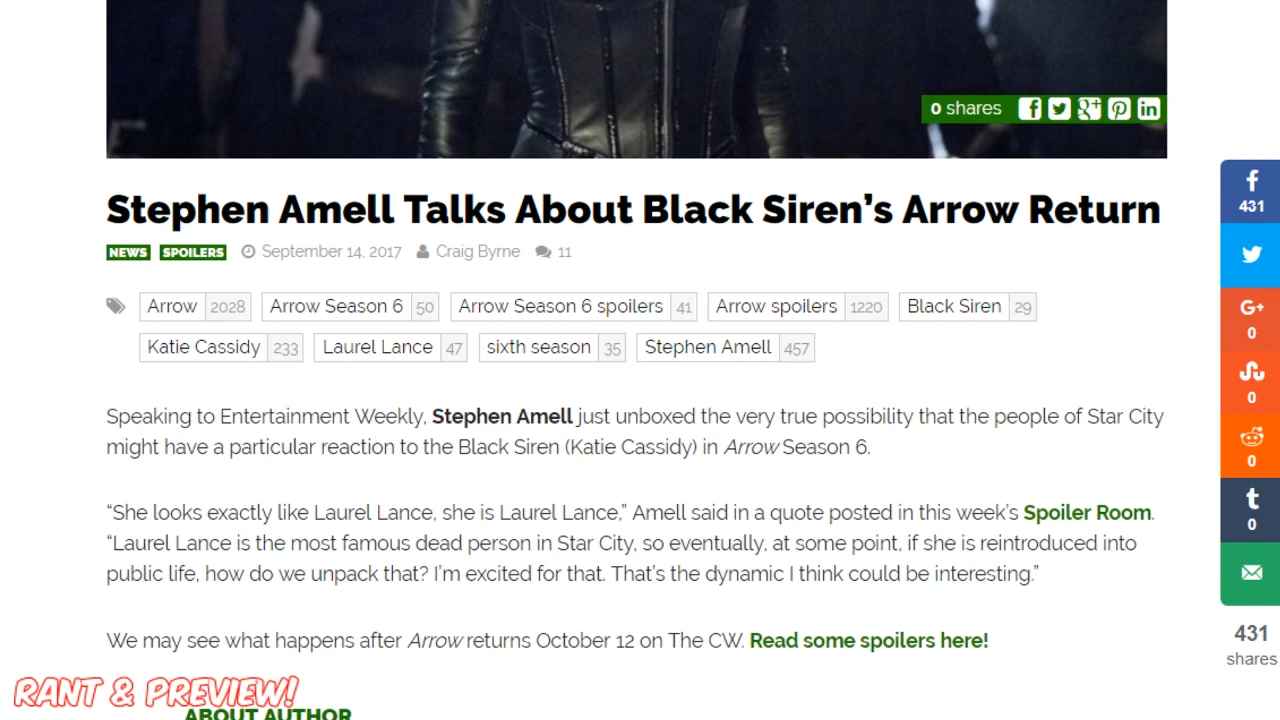 0 shares
Stephen Amell Talks About Black Siren’s Arrow Return
NEWS SPOILERS September 14, 2017 Craig Byrne 11
Arrow 2028 Arrow Season 6 50 Arrow Season 6 spoilers 41 Arrow spoilers 1220 Black Siren 29
Katie Cassidy 233 Laurel Lance 47 sixth season 35 Stephen Amell 457
Speaking to Entertainment Weekly, Stephen Amell just unboxed the very true possibility that the people of Star City
might have a particular reaction to the Black Siren (Katie Cassidy) in Arrow Season 6.
“She looks exactly like Laurel Lance, she is Laurel Lance,” Amell said in a quote posted in this week’s Spoiler Room.
“Laurel Lance is the most famous dead person in Star City, so eventually, at some point, if she is reintroduced into
public life, how do we unpack that? I’m excited for that. That’s the dynamic I think could be interesting.”
We may see what happens after Arrow returns October 12 on The CW. Read some spoilers here!
RANT & PREVIEW!
ABOUT AUTHOR
431
G+
0
0
0
t
0
431
shares